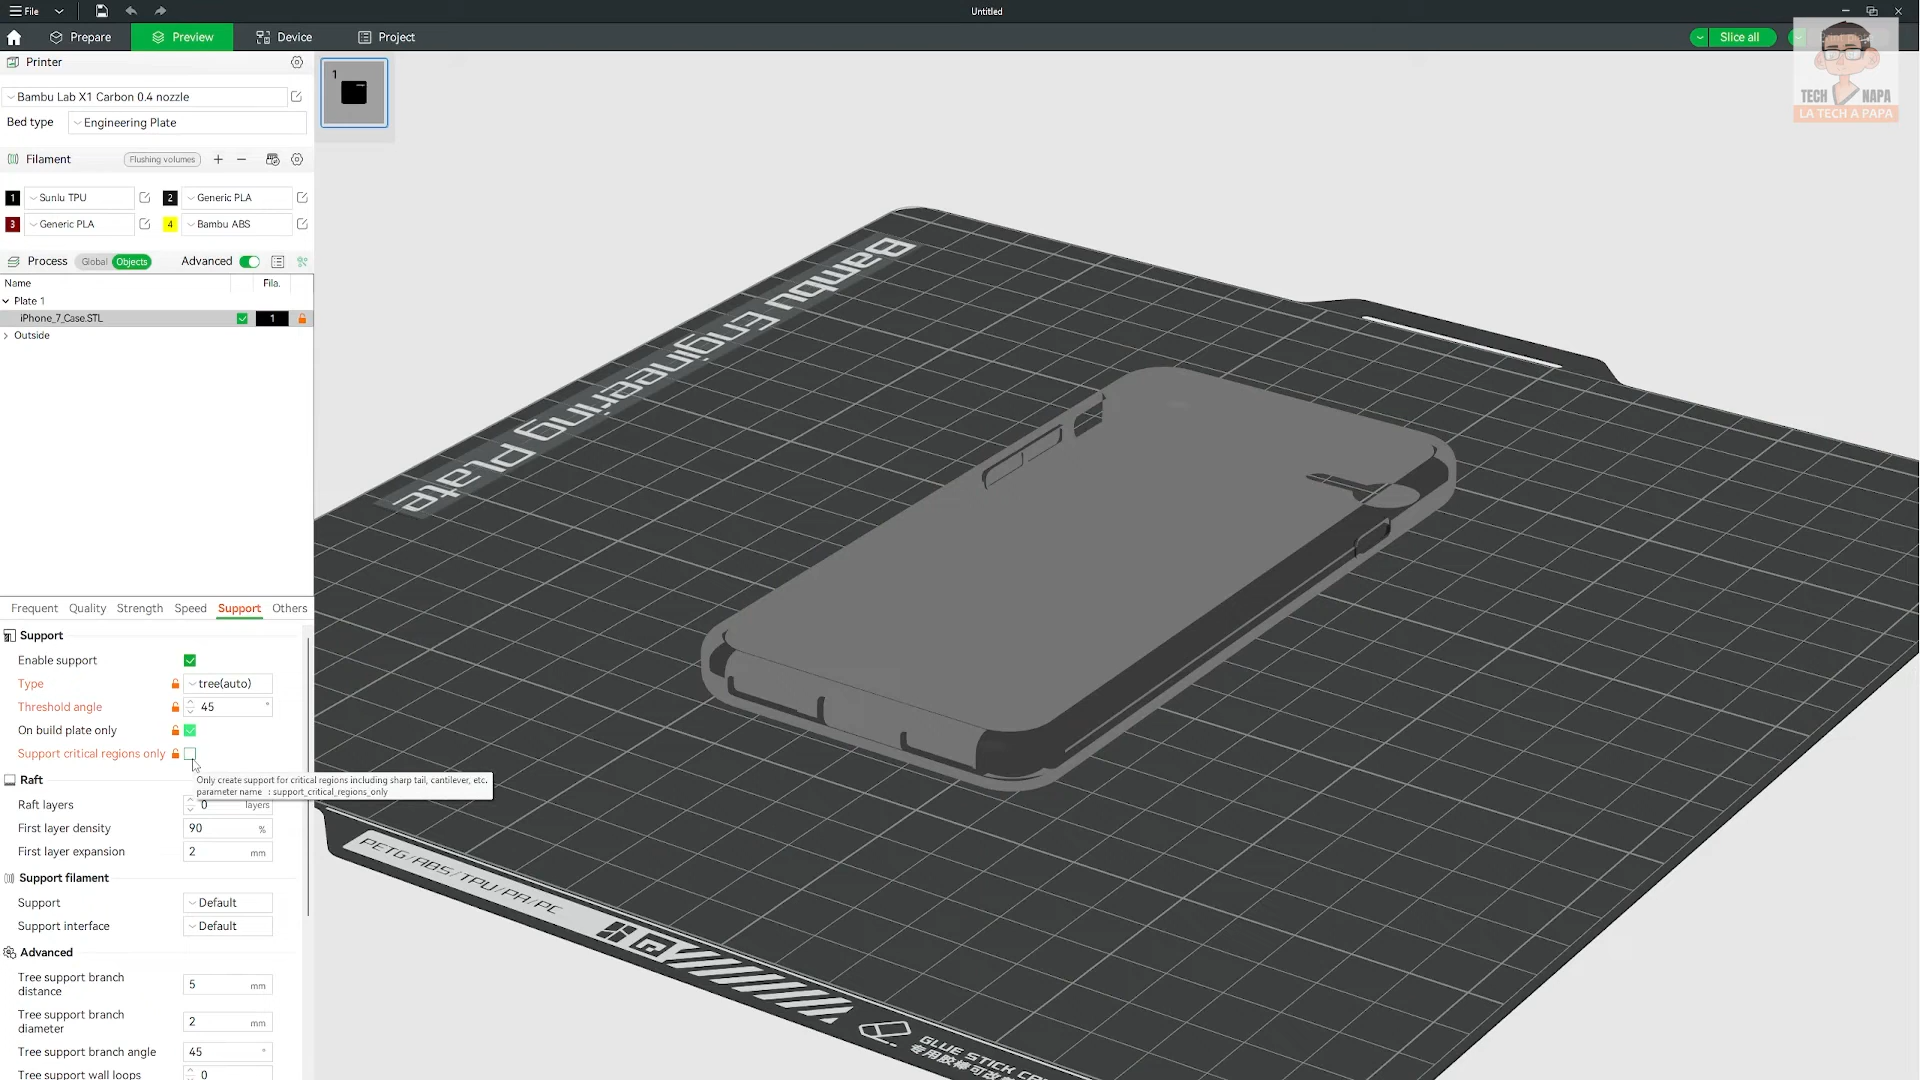 File
Untitled
Prepare
Preview
Device
Project
Slice all
TECH NAPA
LA TECH A PAPA
Printer
Bambu Lab X1 Carbon 0.4 nozzle
Bed type
Engineering Plate
1
Filament
Flushing volumes
1 Sunlu TPU
2 Generic PLA
3 Generic PLA
4 Bambu ABS
Process
Global
Objects
Advanced
Name
Fila.
Plate 1
iPhone_7_Case.STL
1
Outside
Bambu Engineering Plate
Frequent
Quality
Strength
Speed
Support
Others
Support
Enable support
Type
tree(auto)
Threshold angle
45 °
On build plate only
Support critical regions only
Only create support for critical regions including sharp tail, cantilever, etc.
parameter name : support_critical_regions_only
Raft
Raft layers
0 layers
First layer density
90 %
First layer expansion
2 mm
Support filament
Support
Default
Support interface
Default
Advanced
Tree support branch
distance
5 mm
Tree support branch
diameter
2 mm
Tree support branch angle
45 °
Tree support wall loops
0
PETG/ABS/TPU/PA/PC
GLUE STICK
专用胶棒可